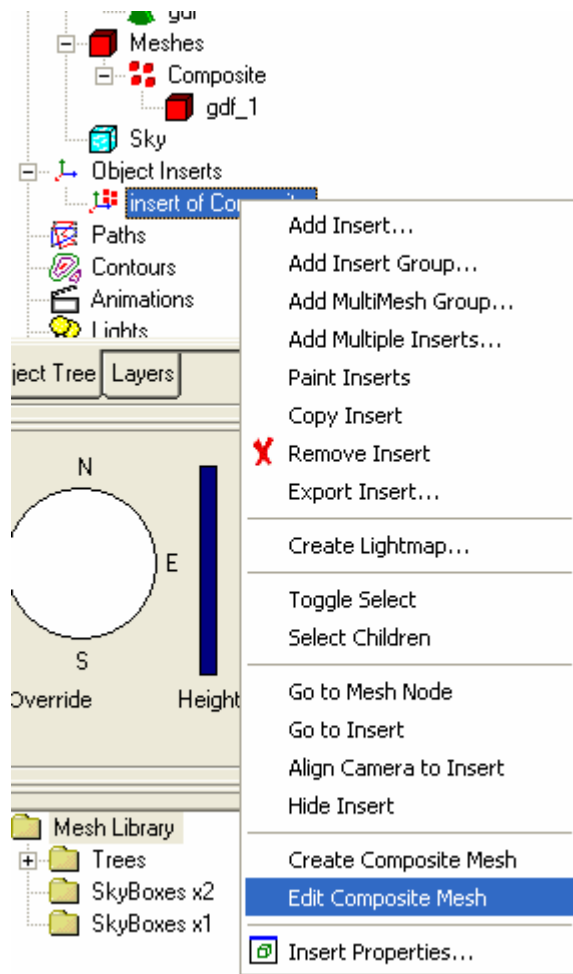 gdf
Meshes
Composite
gdf_1
Sky
Object Inserts
insert of
Paths
Contours
Animations
Lights
ject Tree
Layers
N
E
S
Override
Height
Mesh Library
Trees
SkyBoxes x2
SkyBoxes x1
Add Insert...
Add Insert Group...
Add MultiMesh Group...
Add Multiple Inserts...
Paint Inserts
Copy Insert
Remove Insert
Export Insert...
Create Lightmap...
Toggle Select
Select Children
Go to Mesh Node
Go to Insert
Align Camera to Insert
Hide Insert
Create Composite Mesh
Edit Composite Mesh
Insert Properties...